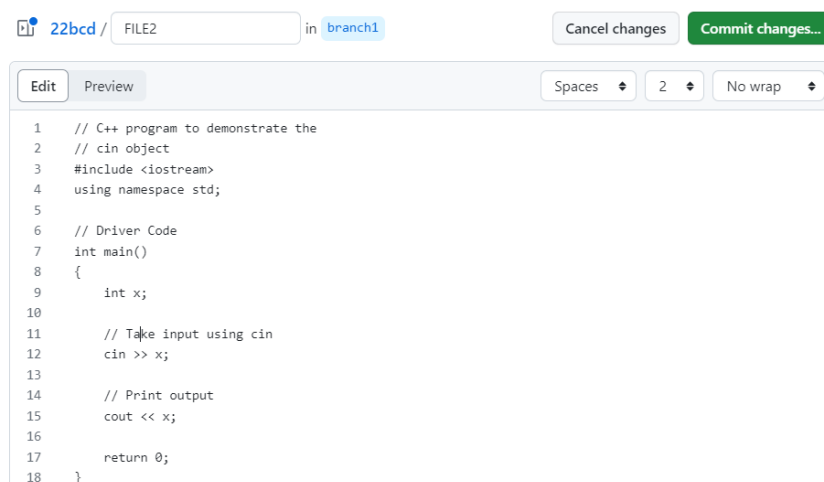 22bcd / FILE2 in branch1 Cancel changes Commit changes...
Edit Preview Spaces 2 No wrap
1 // C++ program to demonstrate the
2 // cin object
3 #include <iostream>
4 using namespace std;
5
6 // Driver Code
7 int main()
8 {
9     int x;
10
11     // Take input using cin
12     cin >> x;
13
14     // Print output
15     cout << x;
16
17     return 0;
18 }